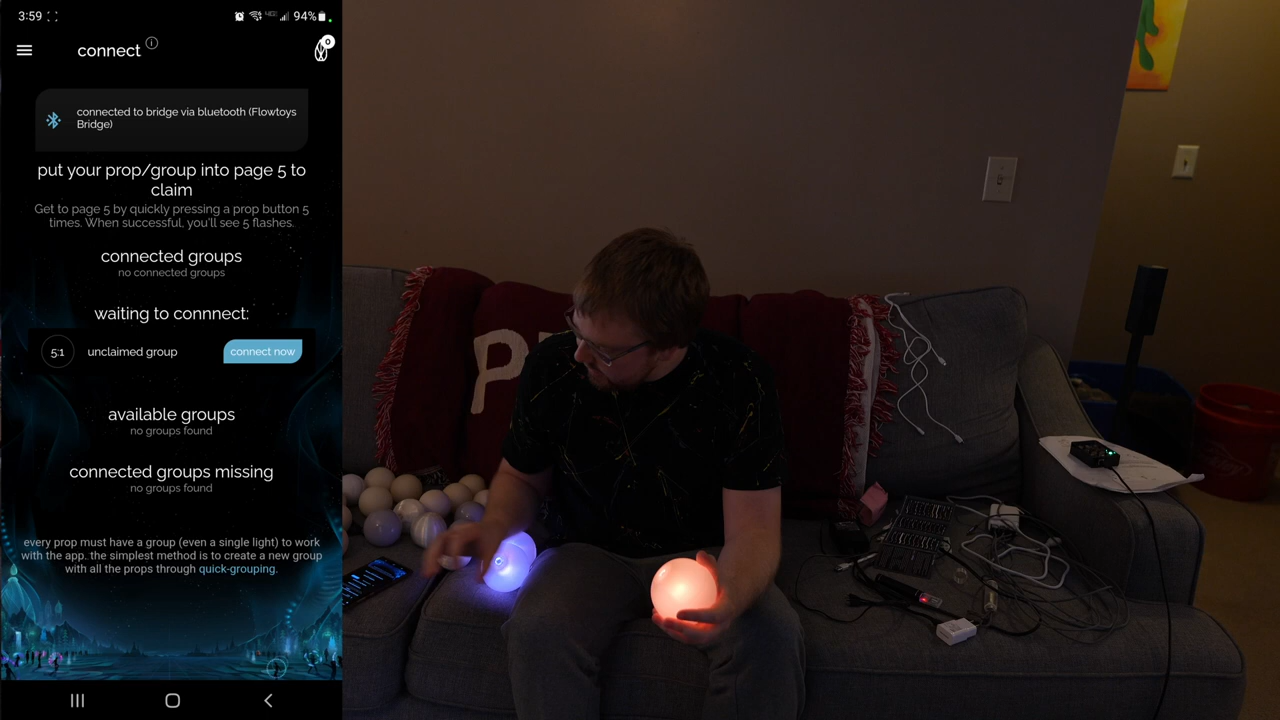 3:59
94%
connect
0
connected to bridge via bluetooth (Flowtoys
Bridge)
put your prop/group into page 5 to
claim
Get to page 5 by quickly pressing a prop button 5
times. When successful, you'll see 5 flashes.
connected groups
no connected groups
waiting to connnect:
5:1
unclaimed group
connect now
available groups
no groups found
connected groups missing
no groups found
every prop must have a group (even a single light) to work
with the app. the simplest method is to create a new group
with all the props through quick-grouping.
P